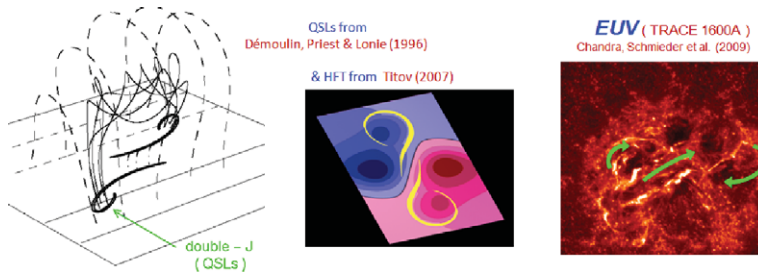 QSLs from
Démoulin, Priest & Lonie (1996)
& HFT from Titov (2007)
EUV ( TRACE 1600A )
Chandra, Schmieder et al. (2009)
double – J
( QSLs )